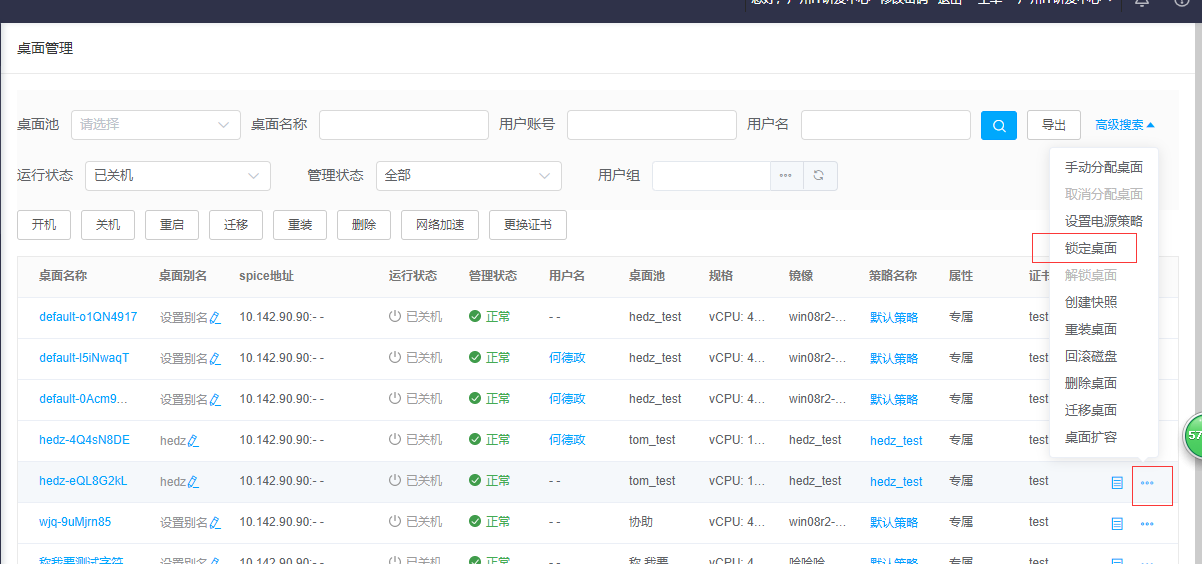 桌面管理
桌面池 请选择 桌面名称 用户账号 用户名 导出 高级搜索
运行状态 已关机 管理状态 全部 用户组
开机 关机 重启 迁移 重装 删除 网络加速 更换证书
手动分配桌面
取消分配桌面
设置电源策略
锁定桌面
解锁桌面
创建快照
重装桌面
回滚磁盘
删除桌面
迁移桌面
桌面扩容
桌面名称 桌面别名 spice地址 运行状态 管理状态 用户名 桌面池 规格 镜像 策略名称 属性 证书
default-o1QN4917 设置别名 10.142.90.90:- - 已关机 正常 - - hedz_test vCPU: 4... win08r2-... 默认策略 专属 test
default-l5iNwaqT 设置别名 10.142.90.90:- - 已关机 正常 何德政 hedz_test vCPU: 4... win08r2-... 默认策略 专属 test
default-0Acm9... 设置别名 10.142.90.90:- - 已关机 正常 何德政 hedz_test vCPU: 4... win08r2-... 默认策略 专属 test
hedz-4Q4sN8DE hedz 10.142.90.90:- - 已关机 正常 何德政 tom_test vCPU: 1... hedz_test hedz_test 专属 test
hedz-eQL8G2kL hedz 10.142.90.90:- - 已关机 正常 - - tom_test vCPU: 1... hedz_test hedz_test 专属 test
wjq-9uMjrn85 设置别名 10.142.90.90:- - 已关机 正常 - - 协助 vCPU: 4... win08r2-... 默认策略 专属 test
称我要测试字符 设置别名 10.142.90.90:- - 已关机 正常 - - 称 我要 vCPU: 4 哈哈哈 默认策略 专属 test
57